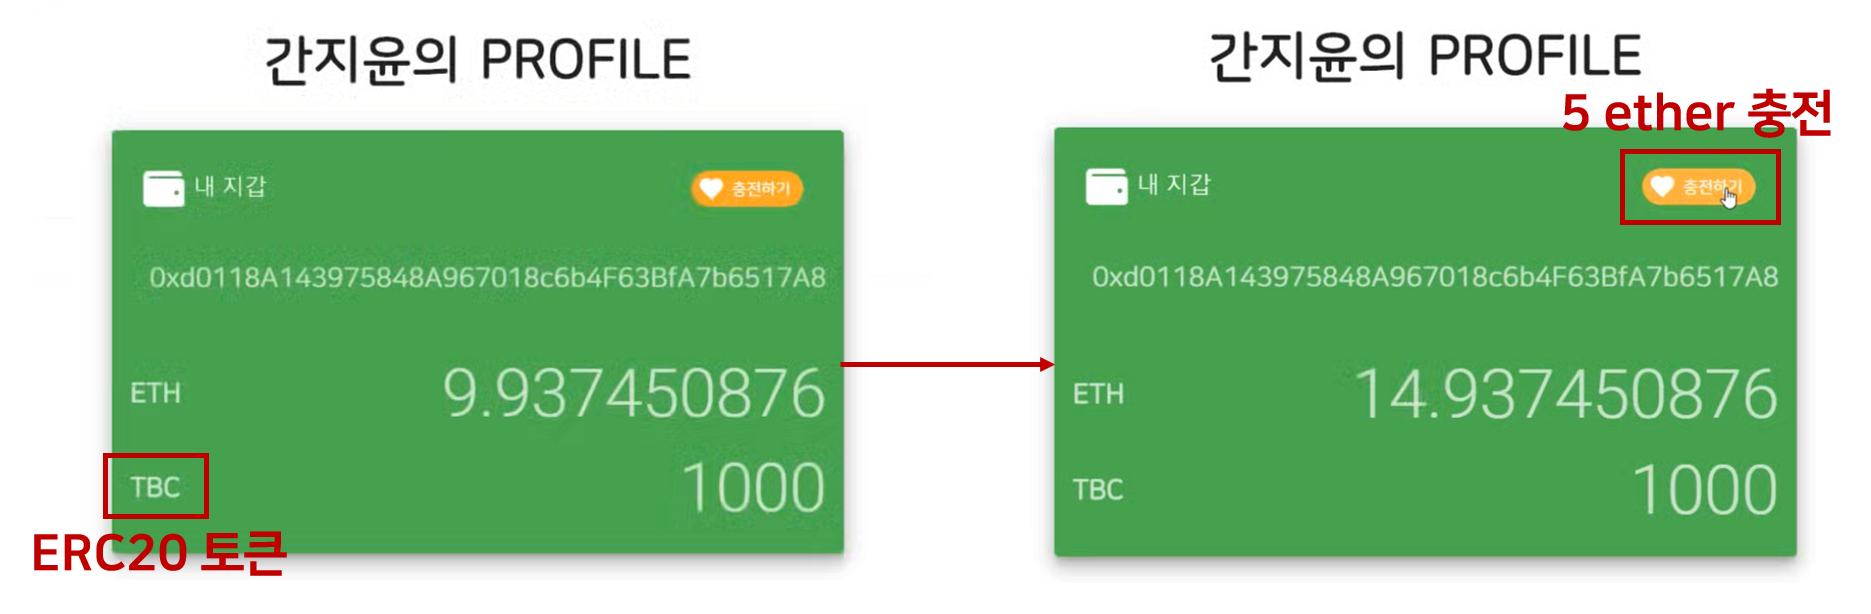 간지윤의 PROFILE
내 지갑
충전하기
0xd0118A143975848A967018c6b4F63BfA7b6517A8
ETH
9.937450876
TBC
1000
ERC20 토큰
간지윤의 PROFILE
5 ether 충전
내 지갑
충전하기
0xd0118A143975848A967018c6b4F63BfA7b6517A8
ETH
14.937450876
TBC
1000